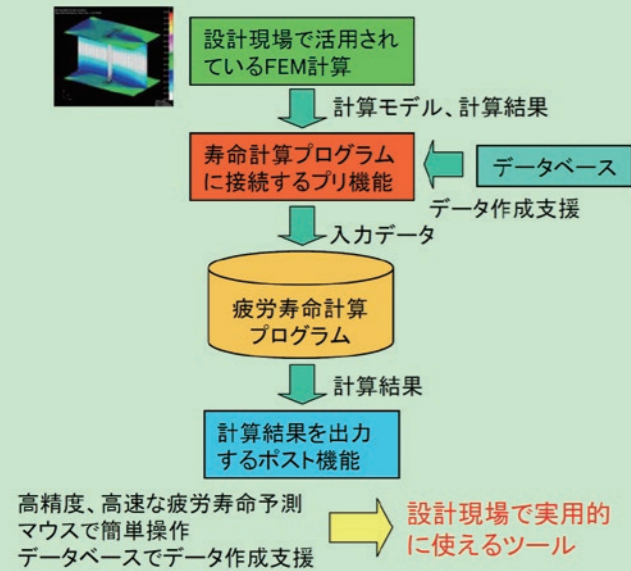 設計現場で活用され
ているFEM計算
計算モデル、計算結果
寿命計算プログラム
に接続するプリ機能
データベース
データ作成支援
入力データ
疲労寿命計算
プログラム
計算結果
計算結果を出力
するポスト機能
高精度、高速な疲労寿命予測
マウスで簡単操作
データベースでデータ作成支援
設計現場で実用的
に使えるツール